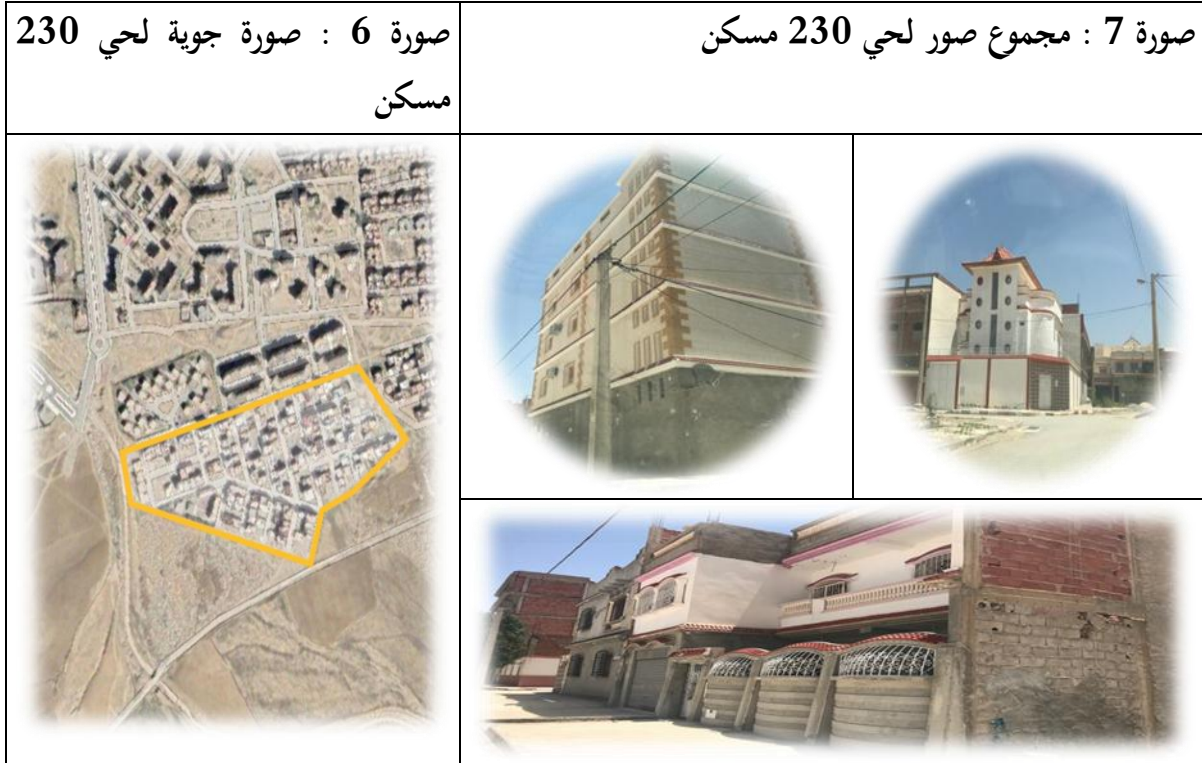 صورة 6 : صورة جوية لحي 230
مسكن
صورة 7 : مجموع صور لحي 230 مسكن